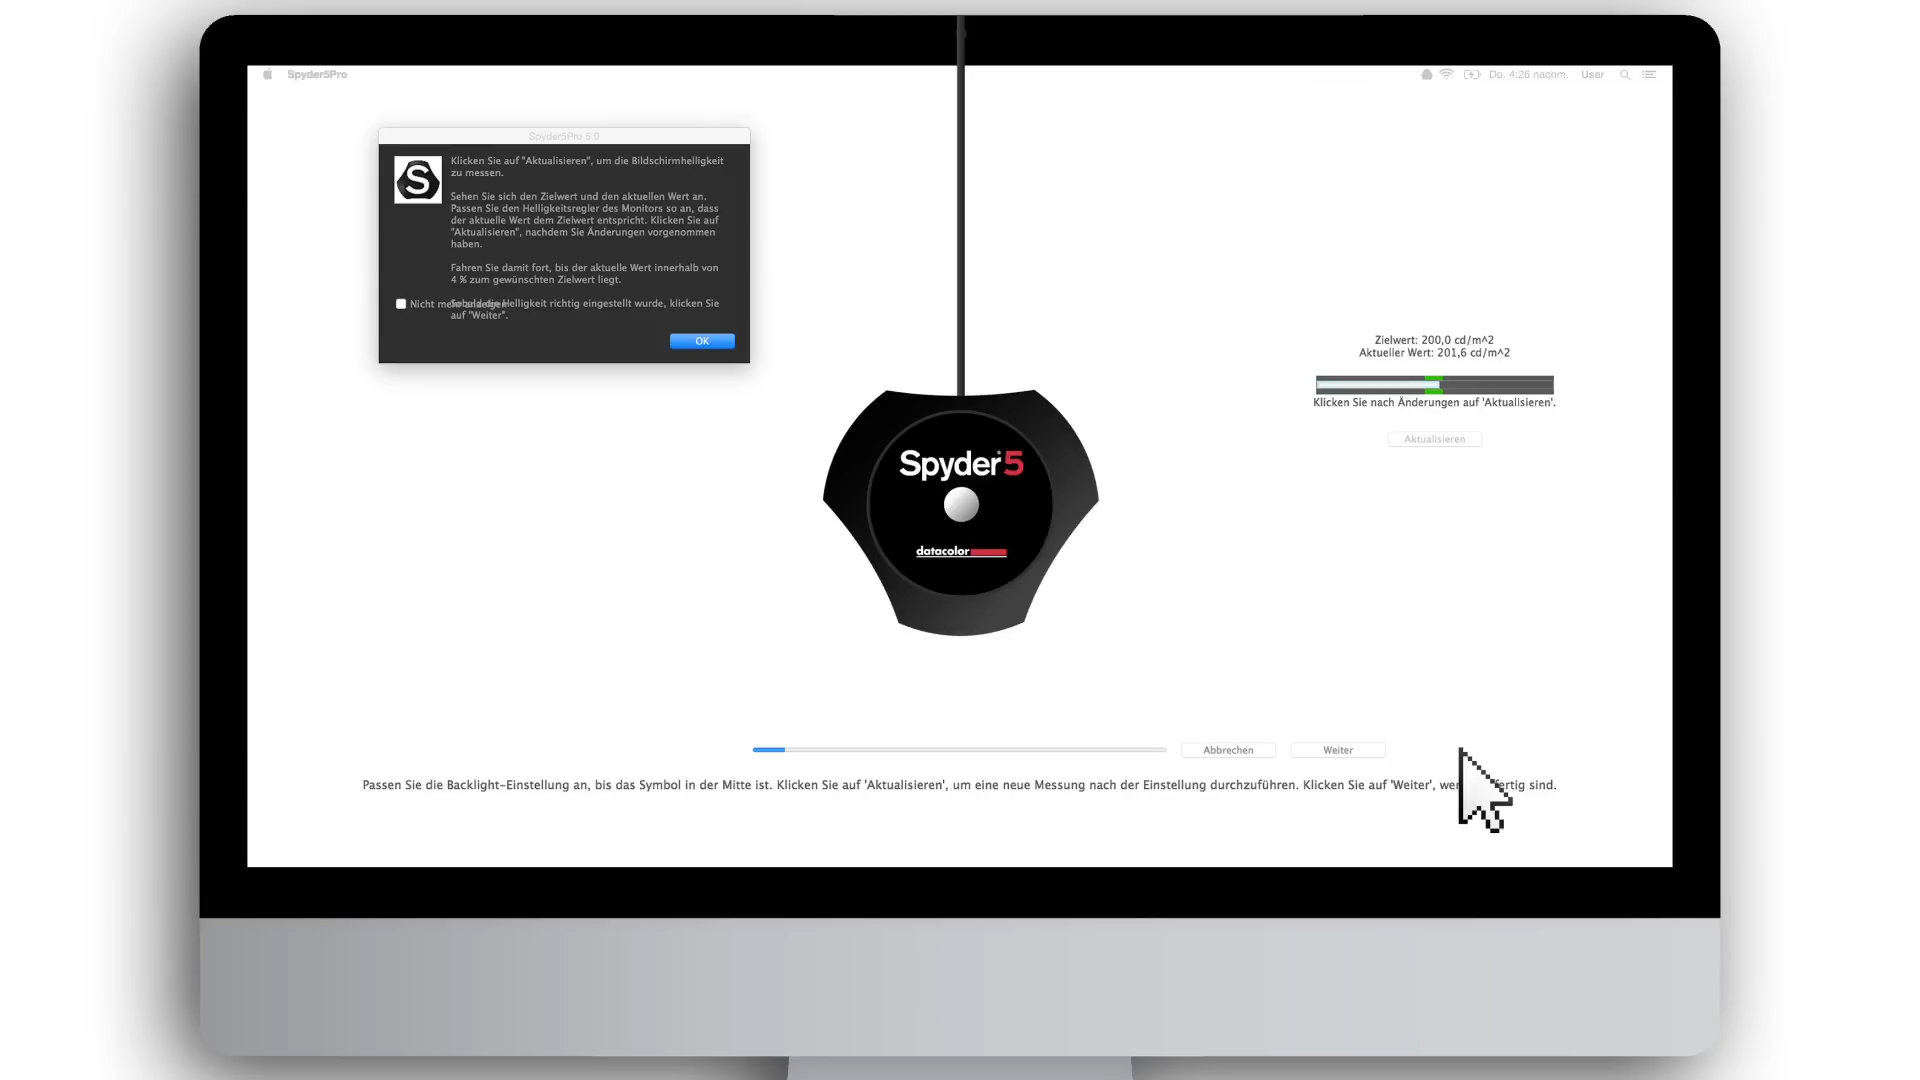 Spyder5Pro
Do. 4:26 nachm. User
Spyder5Pro 5.0
Klicken Sie auf "Aktualisieren", um die Bildschirmhelligkeit
zu messen.
Sehen Sie sich den Zielwert und den aktuellen Wert an.
Passen Sie den Helligkeitsregler des Monitors so an, dass
der aktuelle Wert dem Zielwert entspricht. Klicken Sie auf
"Aktualisieren", nachdem Sie Änderungen vorgenommen
haben.
Fahren Sie damit fort, bis der aktuelle Wert innerhalb von
4 % zum gewünschten Zielwert liegt.
Nicht
Helligkeit richtig eingestellt wurde, klicken Sie
auf "Weiter".
OK
S
Zielwert: 200,0 cd/m^2
Aktueller Wert: 201,6 cd/m^2
Klicken Sie nach Änderungen auf 'Aktualisieren'.
Aktualisieren
Spyder5
datacolor
Abbrechen Weiter
Passen Sie die Backlight-Einstellung an, bis das Symbol in der Mitte ist. Klicken Sie auf 'Aktualisieren', um eine neue Messung nach der Einstellung durchzuführen. Klicken Sie auf 'Weiter', sind.